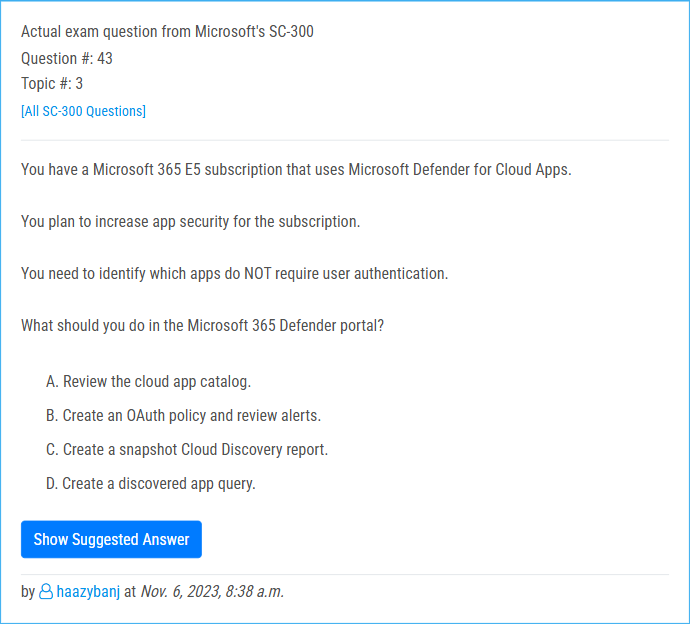 Actual exam question from Microsoft's SC-300
Question #: 43
Topic #: 3
[All SC-300 Questions]
You have a Microsoft 365 E5 subscription that uses Microsoft Defender for Cloud Apps.
You plan to increase app security for the subscription.
You need to identify which apps do NOT require user authentication.
What should you do in the Microsoft 365 Defender portal?
A. Review the cloud app catalog.
B. Create an OAuth policy and review alerts.
C. Create a snapshot Cloud Discovery report.
D. Create a discovered app query.
Show Suggested Answer
by haazybanj at Nov. 6, 2023, 8:38 a.m.